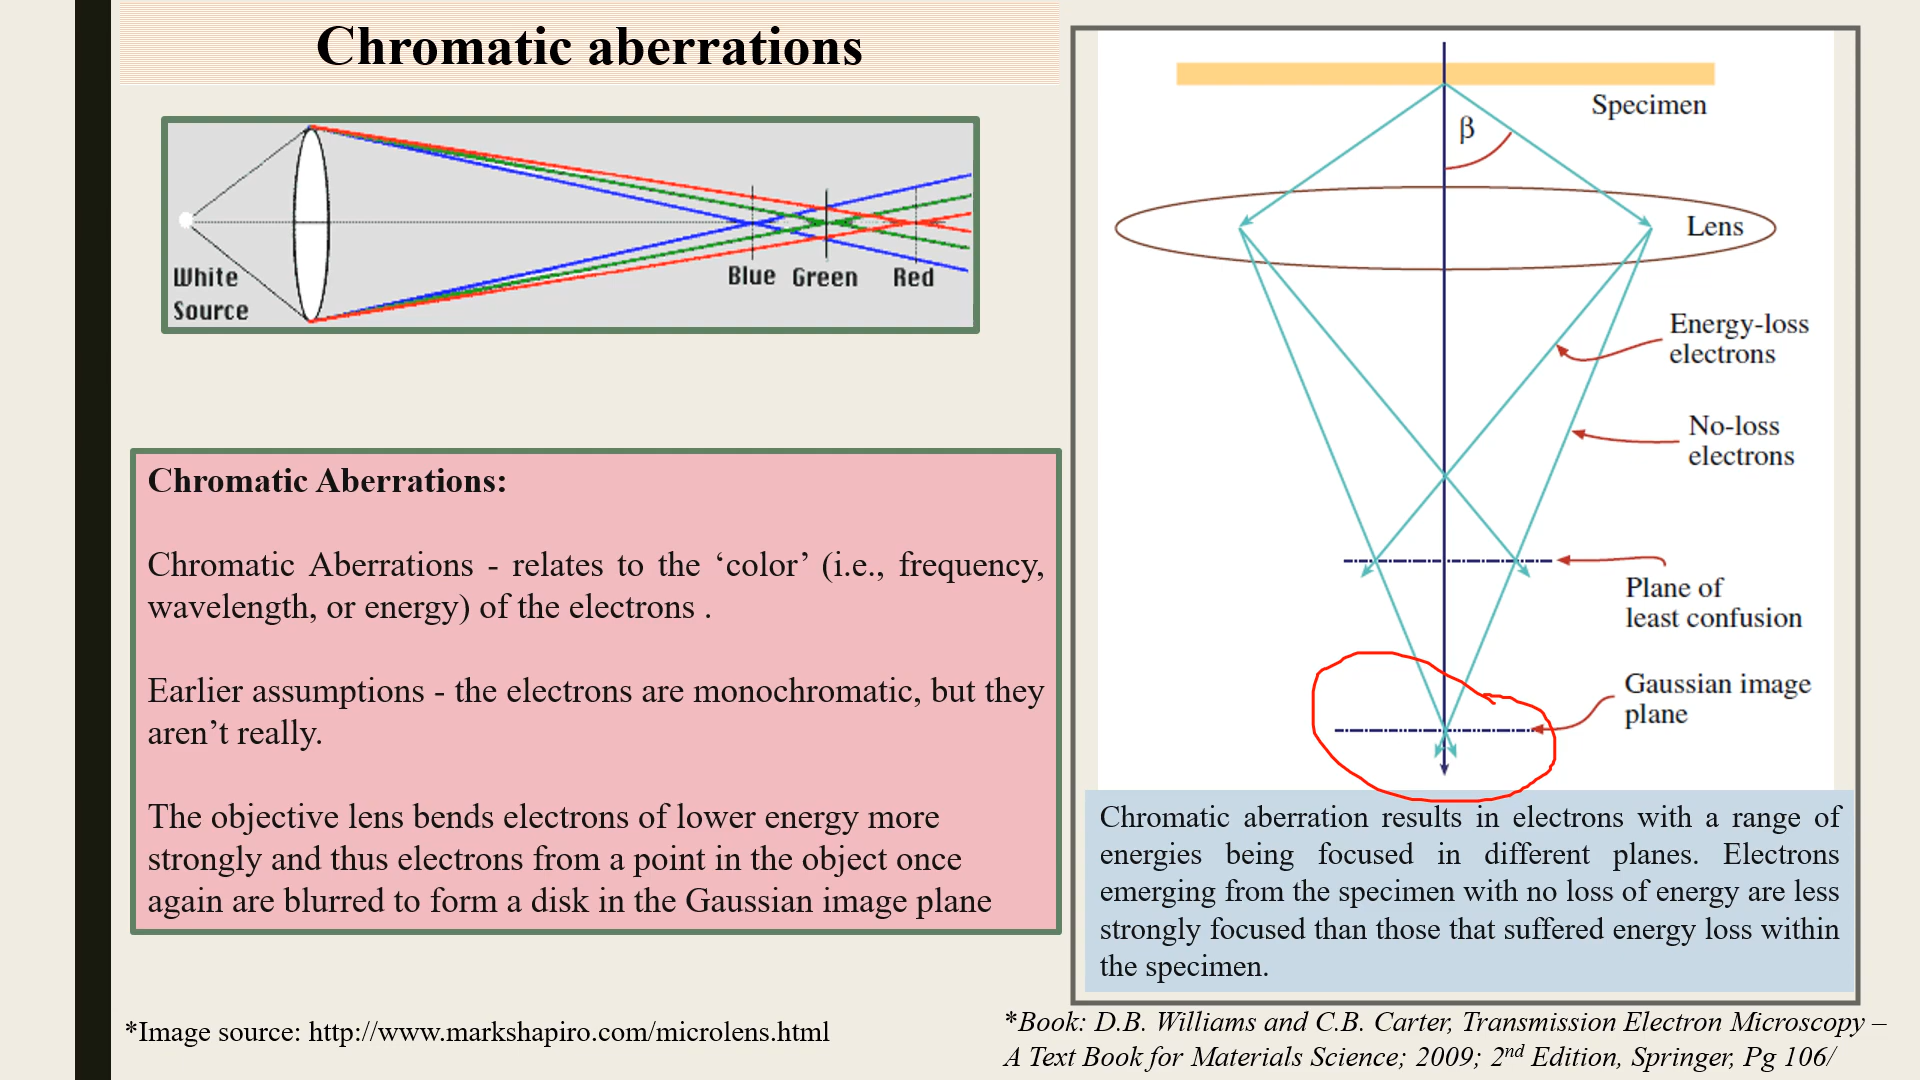 Chromatic aberrations
White
Source
Blue Green Red
Chromatic Aberrations:
Chromatic Aberrations - relates to the ‘color’ (i.e., frequency,
wavelength, or energy) of the electrons .
Earlier assumptions - the electrons are monochromatic, but they
aren’t really.
The objective lens bends electrons of lower energy more
strongly and thus electrons from a point in the object once
again are blurred to form a disk in the Gaussian image plane
*Image source: http://www.markshapiro.com/microlens.html
Specimen
β
Lens
Energy-loss
electrons
No-loss
electrons
Plane of
least confusion
Gaussian image
plane
Chromatic aberration results in electrons with a range of
energies being focused in different planes. Electrons
emerging from the specimen with no loss of energy are less
strongly focused than those that suffered energy loss within
the specimen.
*Book: D.B. Williams and C.B. Carter, Transmission Electron Microscopy –
A Text Book for Materials Science; 2009; 2nd Edition, Springer, Pg 106/